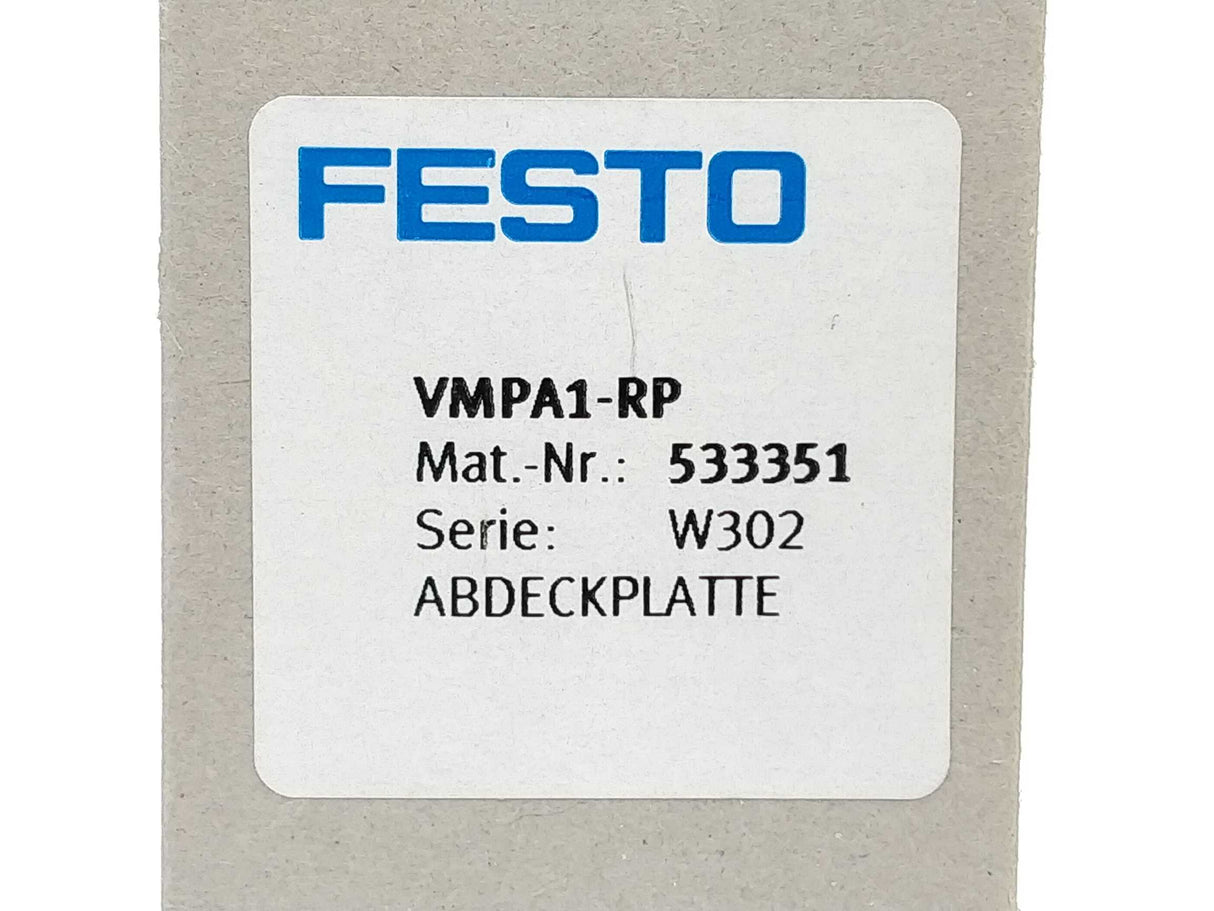 FESTO
VMPA1-RP
Mat.-Nr.: 533351
Serie: W302
ABDECKPLATTE